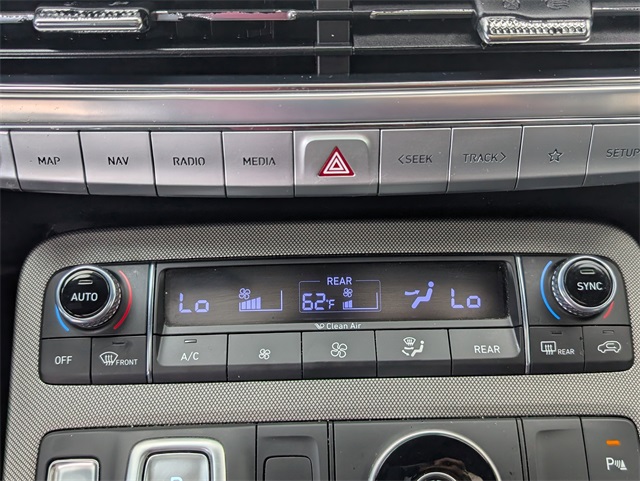 MAP NAV RADIO MEDIA <SEEK TRACK> SETUP
REAR
AUTO Lo 62°F Lo SYNC
Clean Air
OFF FRONT A/C REAR REAR
P P